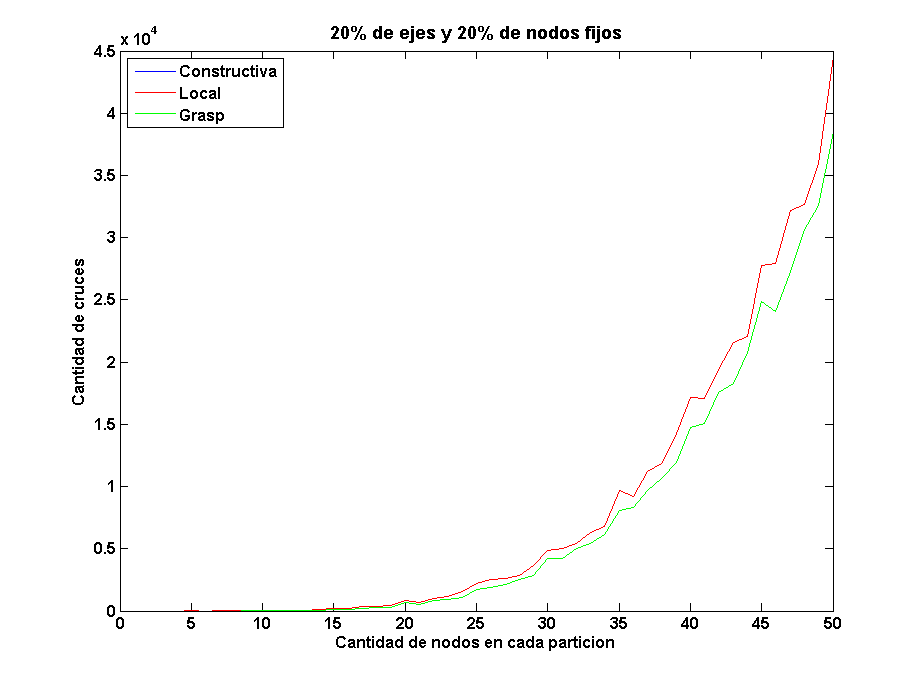 20% de ejes y 20% de nodos fijos
x 10^4
Constructiva
Local
Grasp
4.5
4
3.5
3
2.5
2
1.5
1
0.5
0
Cantidad de cruces
0 5 10 15 20 25 30 35 40 45 50
Cantidad de nodos en cada particion